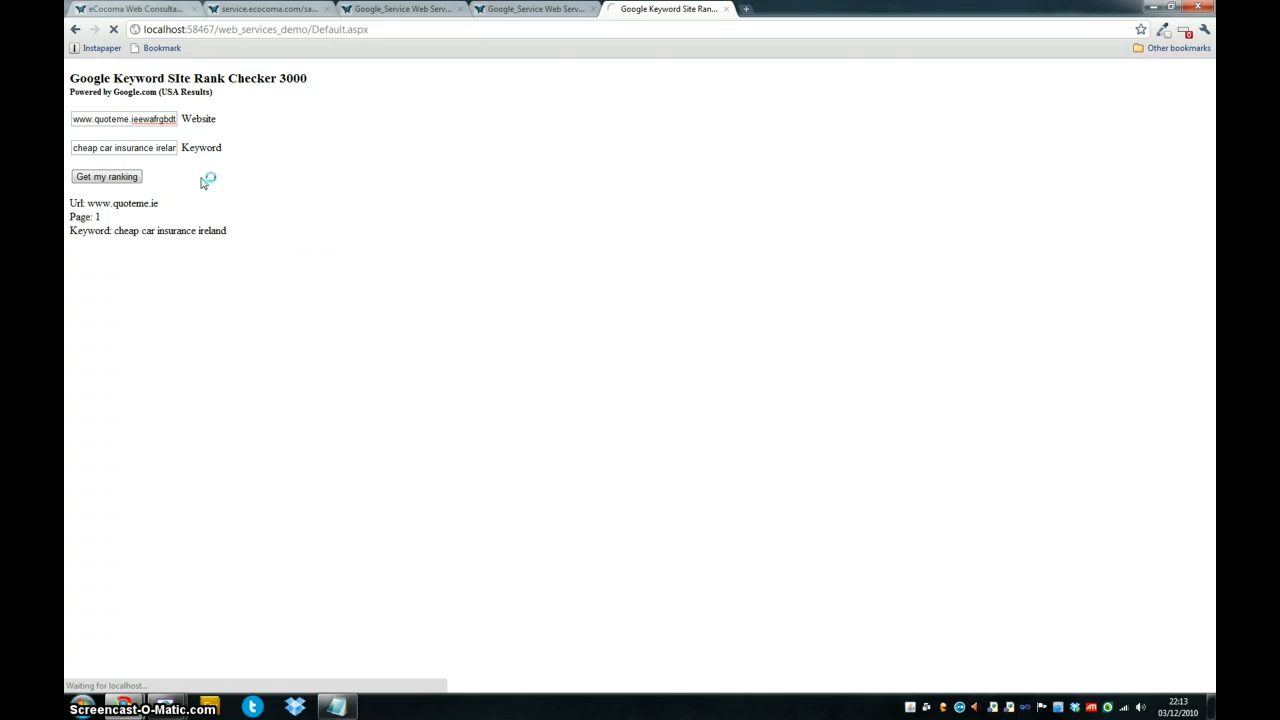 eCocoma Web Consulta...
service.ecocoma.com/sa...
Google_Service Web Serv...
Google_Service Web Serv...
Google Keyword Site Ran...
localhost:58467/web_services_demo/Default.aspx
Instapaper
Bookmark
Other bookmarks
Google Keyword SIte Rank Checker 3000
Powered by Google.com (USA Results)
www.quoteme.ieewafrgbdt Website
cheap car insurance irelan Keyword
Get my ranking
Url: www.quoteme.ie
Page: 1
Keyword: cheap car insurance ireland
Waiting for localhost...
22:13
03/12/2010
Screencast-O-Matic.com